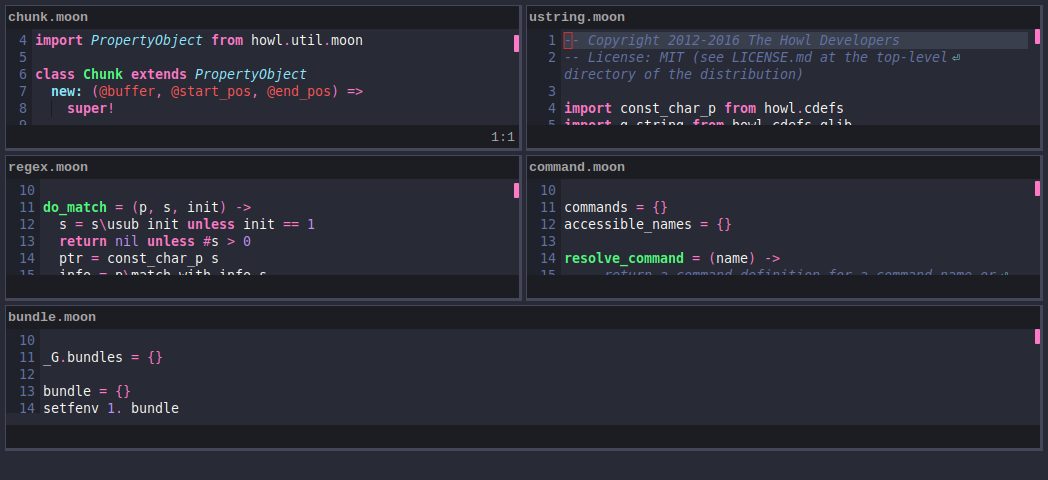 chunk.moon
4 import PropertyObject from howl.util.moon
5
6 class Chunk extends PropertyObject
7 new: (@buffer, @start_pos, @end_pos) =>
8 super!
9
1:1
ustring.moon
1 -- Copyright 2012-2016 The Howl Developers
2 -- License: MIT (see LICENSE.md at the top-level ⏎
directory of the distribution)
3
4 import const_char_p from howl.cdefs
5 import g_string from howl.cdefs.glib
regex.moon
10
11 do_match = (p, s, init) ->
12 s = s\usub init unless init == 1
13 return nil unless #s > 0
14 ptr = const_char_p s
15 info = p\match_with_info s
command.moon
10
11 commands = {}
12 accessible_names = {}
13
14 resolve_command = (name) ->
15 -- return a command definition for a command name or ⏎
bundle.moon
10
11 _G.bundles = {}
12
13 bundle = {}
14 setfenv 1, bundle